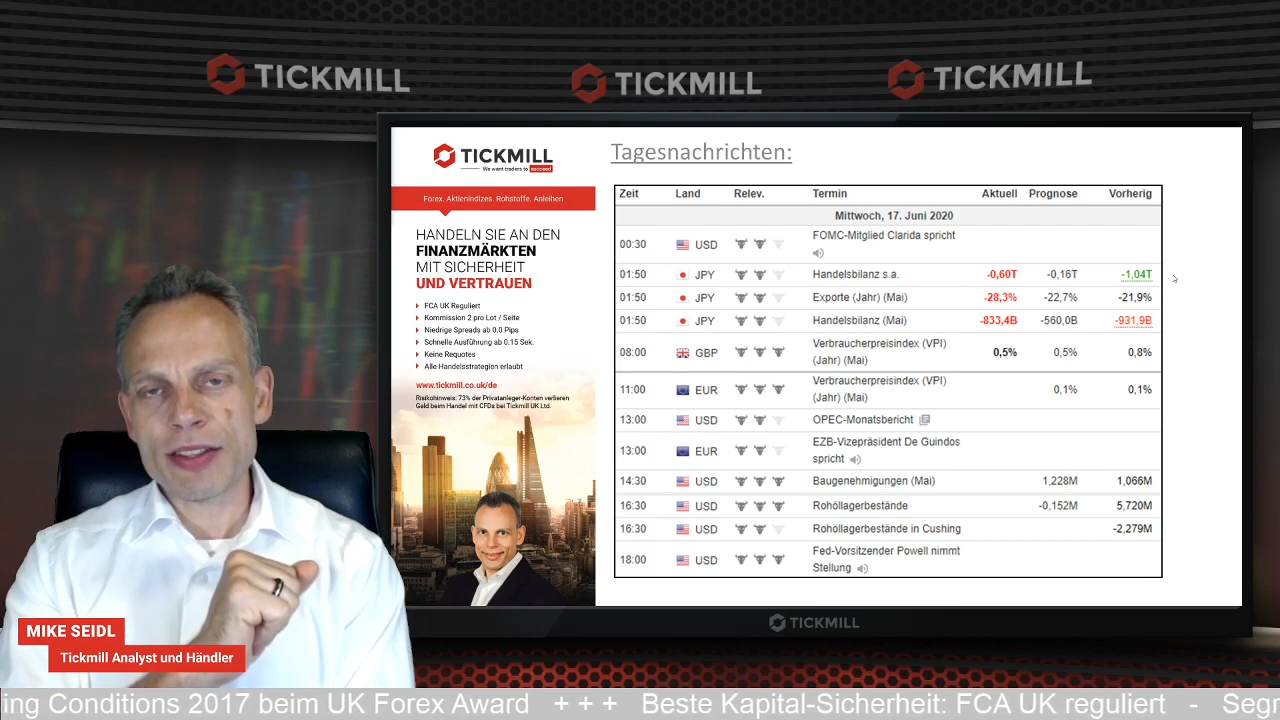 TICKMILL
TICKMILL
TICKMILL
TICKMILL
We want traders to succeed
Forex. Aktienindizes. Rohstoffe. Anleihen
HANDELN SIE AN DEN
FINANZMÄRKTEN
MIT SICHERHEIT
UND VERTRAUEN
FCA UK Reguliert
Kommission 2 pro Lot / Seite
Niedrige Spreads ab 0.0 Pips
Schnelle Ausführung ab 0.15 Sek.
Keine Requotes
Alle Handelsstrategien erlaubt
www.tickmill.co.uk/de
Risikohinweis: 73% der Privatanleger-Konten verlieren
Geld beim Handel mit CFDs bei Tickmill UK Ltd.
Tagesnachrichten:
Zeit Land Relev. Termin Aktuell Prognose Vorherig
Mittwoch, 17. Juni 2020
00:30 USD FOMC-Mitglied Clarida spricht
01:50 JPY Handelsbilanz s.a. -0,60T -0,16T -1,04T
01:50 JPY Exporte (Jahr) (Mai) -28,3% -22,7% -21,9%
01:50 JPY Handelsbilanz (Mai) -833,4B -560,0B -931,9B
08:00 GBP Verbraucherpreisindex (VPI)
(Jahr) (Mai) 0,5% 0,5% 0,8%
11:00 EUR Verbraucherpreisindex (VPI)
(Jahr) (Mai) 0,1% 0,1%
13:00 USD OPEC-Monatsbericht
13:00 EUR EZB-Vizepräsident De Guindos
spricht
14:30 USD Baugenehmigungen (Mai) 1,228M 1,066M
16:30 USD Rohöllagerbestände -0,152M 5,720M
16:30 USD Rohöllagerbestände in Cushing -2,279M
18:00 USD Fed-Vorsitzender Powell nimmt
Stellung
TICKMILL
MIKE SEIDL
Tickmill Analyst und Händler
ing Conditions 2017 beim UK Forex Award + + + Beste Kapital-Sicherheit: FCA UK reguliert - Segr